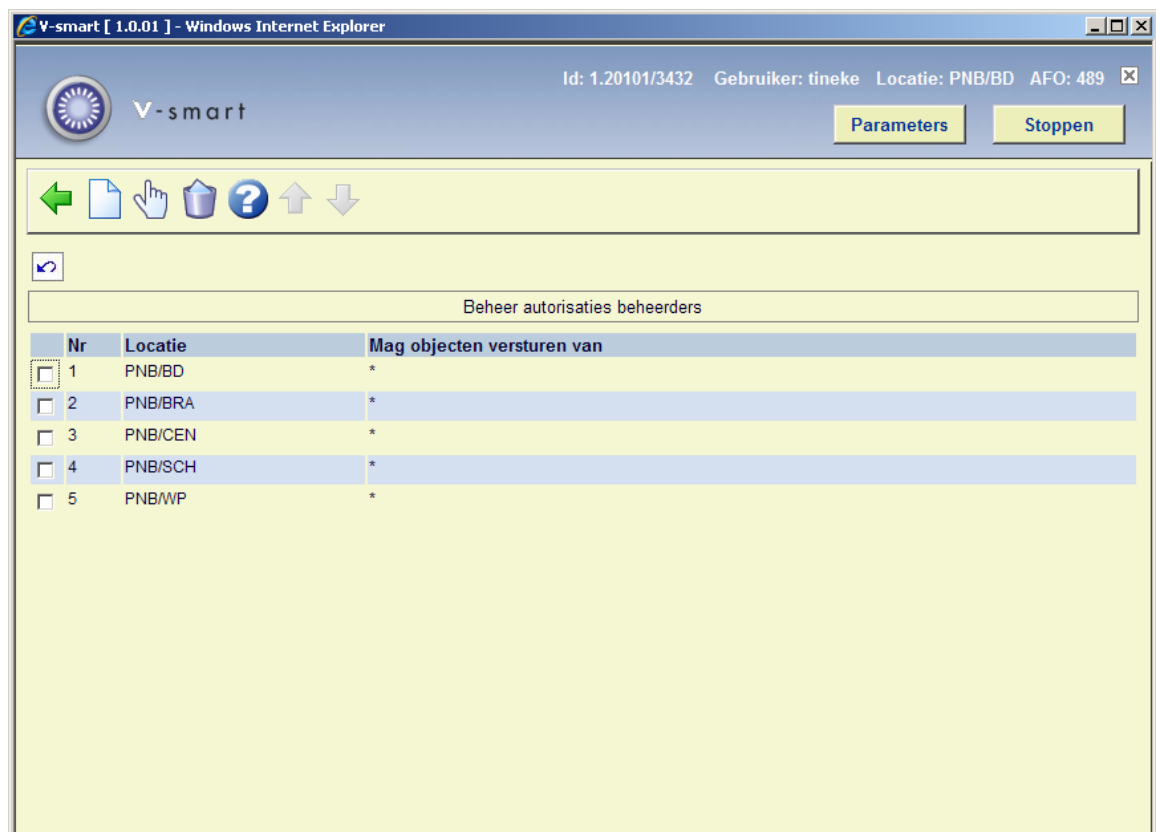 V-smart [ 1.0.01 ] - Windows Internet Explorer
Id: 1.20101/3432 Gebruiker: tineke Locatie: PNB/BD AFO: 489
V-smart
Parameters Stoppen
Beheer autorisaties beheerders
Nr Locatie Mag objecten versturen van
1 PNB/BD *
2 PNB/BRA *
3 PNB/CEN *
4 PNB/SCH *
5 PNB/WP *